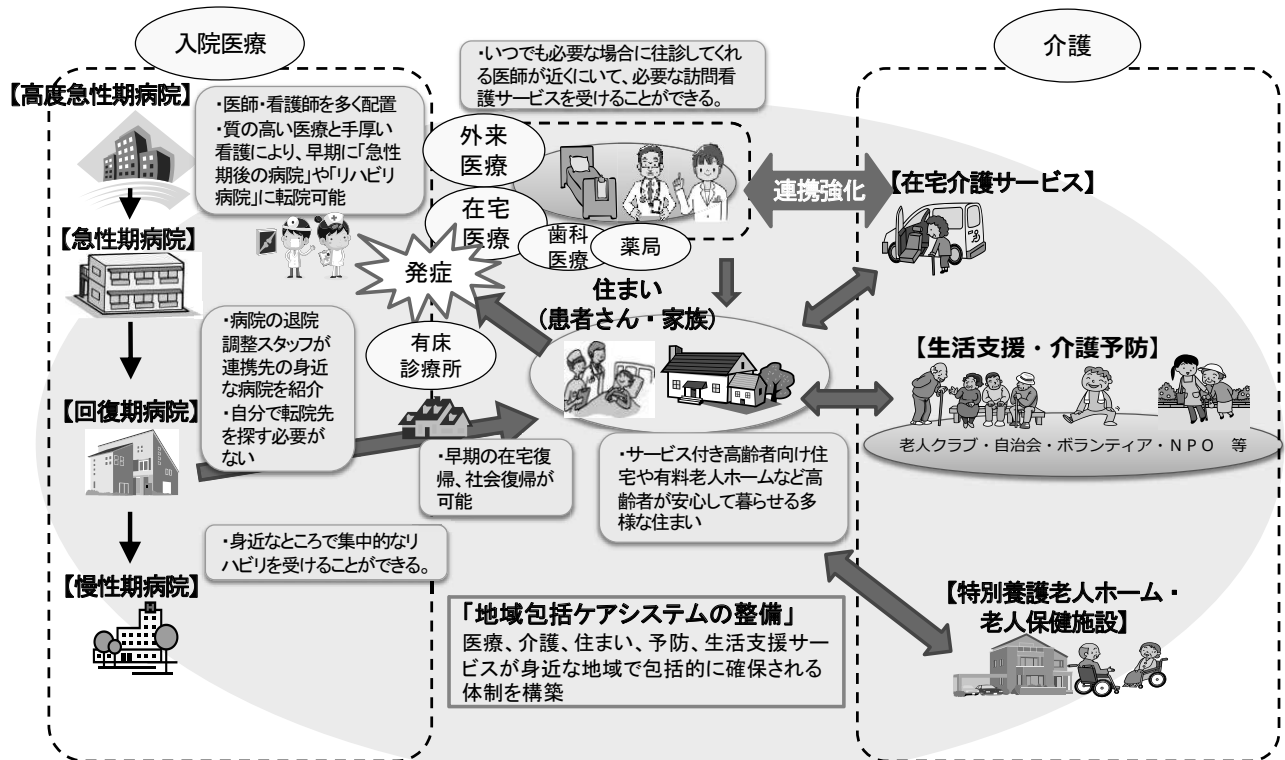 入院医療
介護
【高度急性期病院】
・医師・看護師を多く配置
・質の高い医療と手厚い
看護により、早期に「急性
期後の病院」や「リハビリ
病院」に転院可能
【急性期病院】
・病院の退院
調整スタッフが
連携先の身近
な病院を紹介
・自分で転院先
を探す必要が
ない
【回復期病院】
・身近なところで集中的なリ
ハビリを受けることができる。
【慢性期病院】
・いつでも必要な場合に往診してくれ
る医師が近くにいて、必要な訪問看
護サービスを受けることができる。
外来
医療
在宅
医療
歯科
医療
薬局
連携強化
発症
住まい
(患者さん・家族)
有床
診療所
・早期の在宅復
帰、社会復帰が
可能
・サービス付き高齢者向け住
宅や有料老人ホームなど高
齢者が安心して暮らせる多
様な住まい
「地域包括ケアシステムの整備」
医療、介護、住まい、予防、生活支援サー
ビスが身近な地域で包括的に確保される
体制を構築
【在宅介護サービス】
【生活支援・介護予防】
老人クラブ・自治会・ボランティア・NPO 等
【特別養護老人ホーム・
老人保健施設】